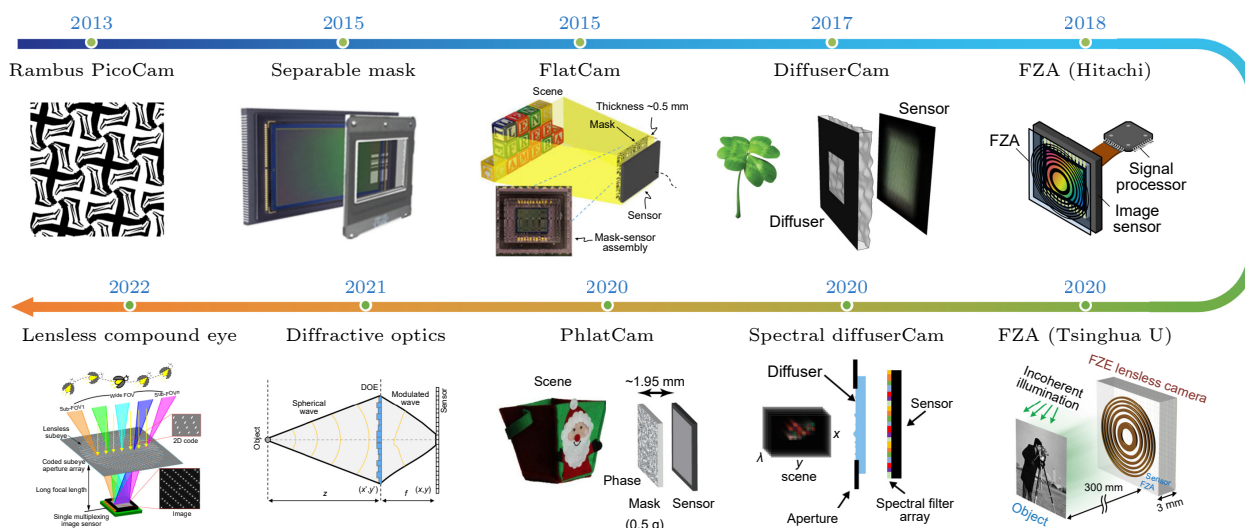 2013
2015
2015
2017
2018
Rambus PicoCam
Separable mask
FlatCam
DiffuserCam
FZA (Hitachi)
Scene
Thickness ~0.5 mm
Mask
Sensor
Mask-sensor
assembly
Sensor
Diffuser
FZA
Signal
processor
Image
sensor
2022
2021
2020
2020
2020
Lensless compound eye
Diffractive optics
PhlatCam
Spectral diffuserCam
FZA (Tsinghua U)
Wide FOV
Sub-FOV1
Sub-FOVn
Lensless
subeye
2D code
Coded subeye
aperture array
Long focal length
Single multiplexing
image sensor
Image
DOE
Spherical
wave
Modulated
wave
Sensor
Object
z
(x',y')
f
(x,y)
Scene
~1.95 mm
Phase
Mask
(0.5 g)
Sensor
Diffuser
Sensor
x
λ
y
scene
Aperture
Spectral filter
array
Incoherent
illumination
FZE lensless camera
Sensor
FZA
300 mm
3 mm
Object